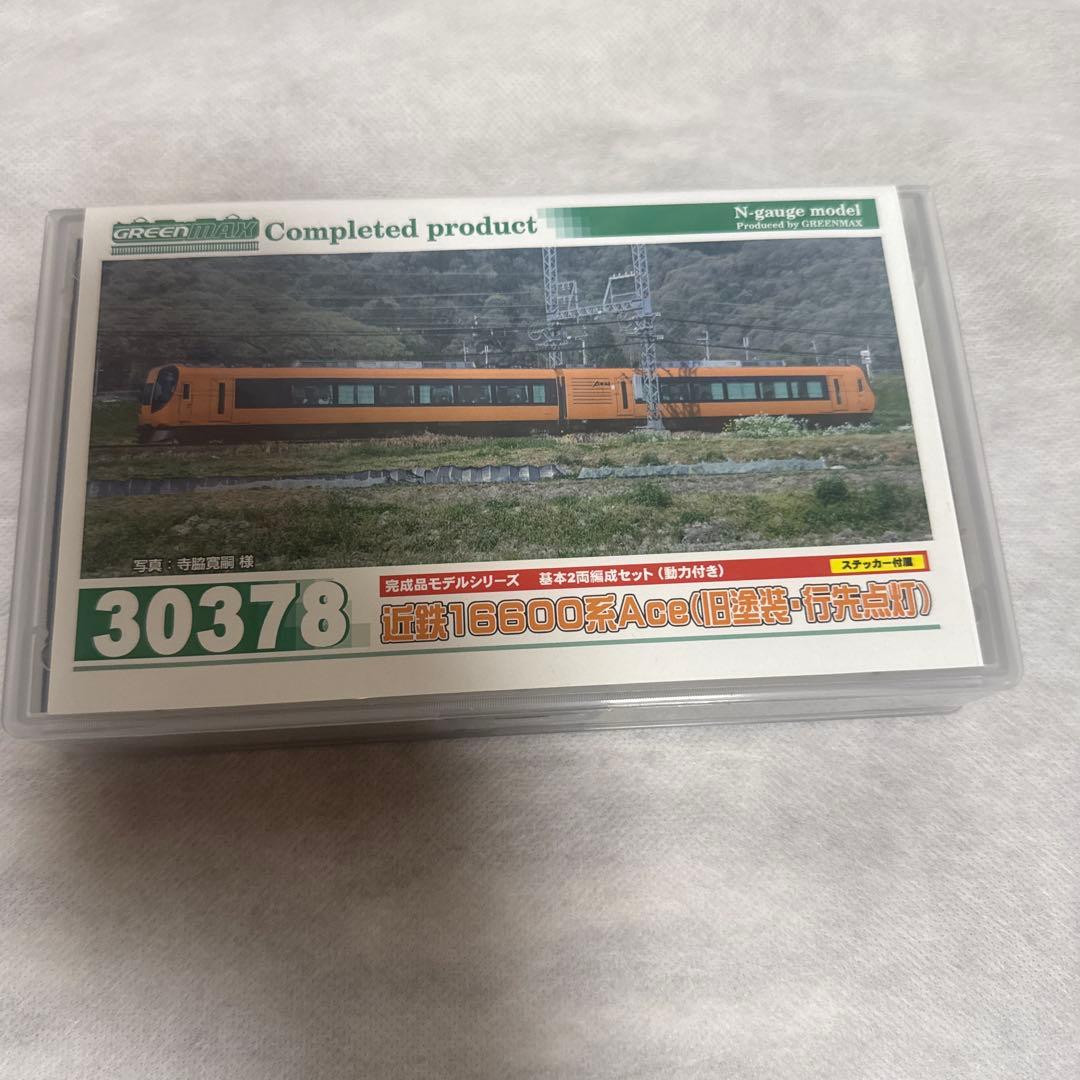 GREENMAX Completed product
N-gauge model
Produced by GREENMAX
写真：寺脇寛嗣 様
30378
完成品モデルシリーズ 基本2両編成セット（動力付き）
ステッカー付属
近鉄16600系Ace（旧塗装・行先点灯）